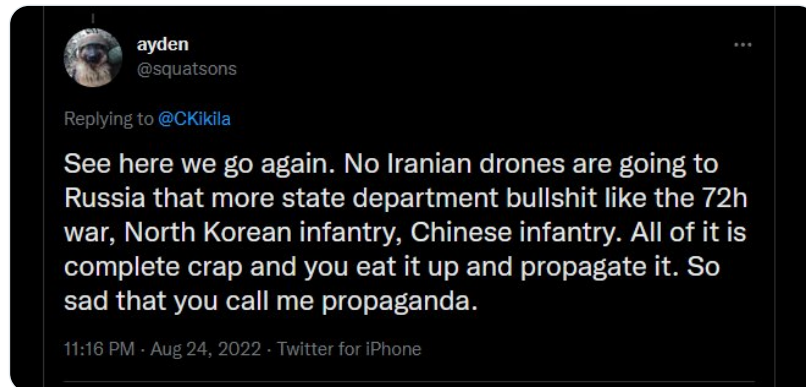 ayden
@squatsons
Replying to @CKikila
See here we go again. No Iranian drones are going to
Russia that more state department bullshit like the 72h
war, North Korean infantry, Chinese infantry. All of it is
complete crap and you eat it up and propagate it. So
sad that you call me propaganda.
11:16 PM · Aug 24, 2022 · Twitter for iPhone